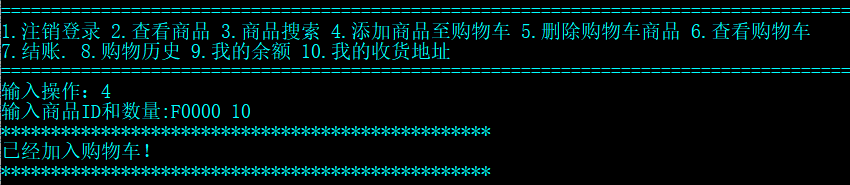 =====================================================================================
1.注销登录 2.查看商品 3.商品搜索 4.添加商品至购物车 5.删除购物车商品 6.查看购物车
7.结账. 8.购物历史 9.我的余额 10.我的收货地址
=====================================================================================
输入操作: 4
输入商品ID和数量:F0000 10
*************************************************
已经加入购物车!
*************************************************